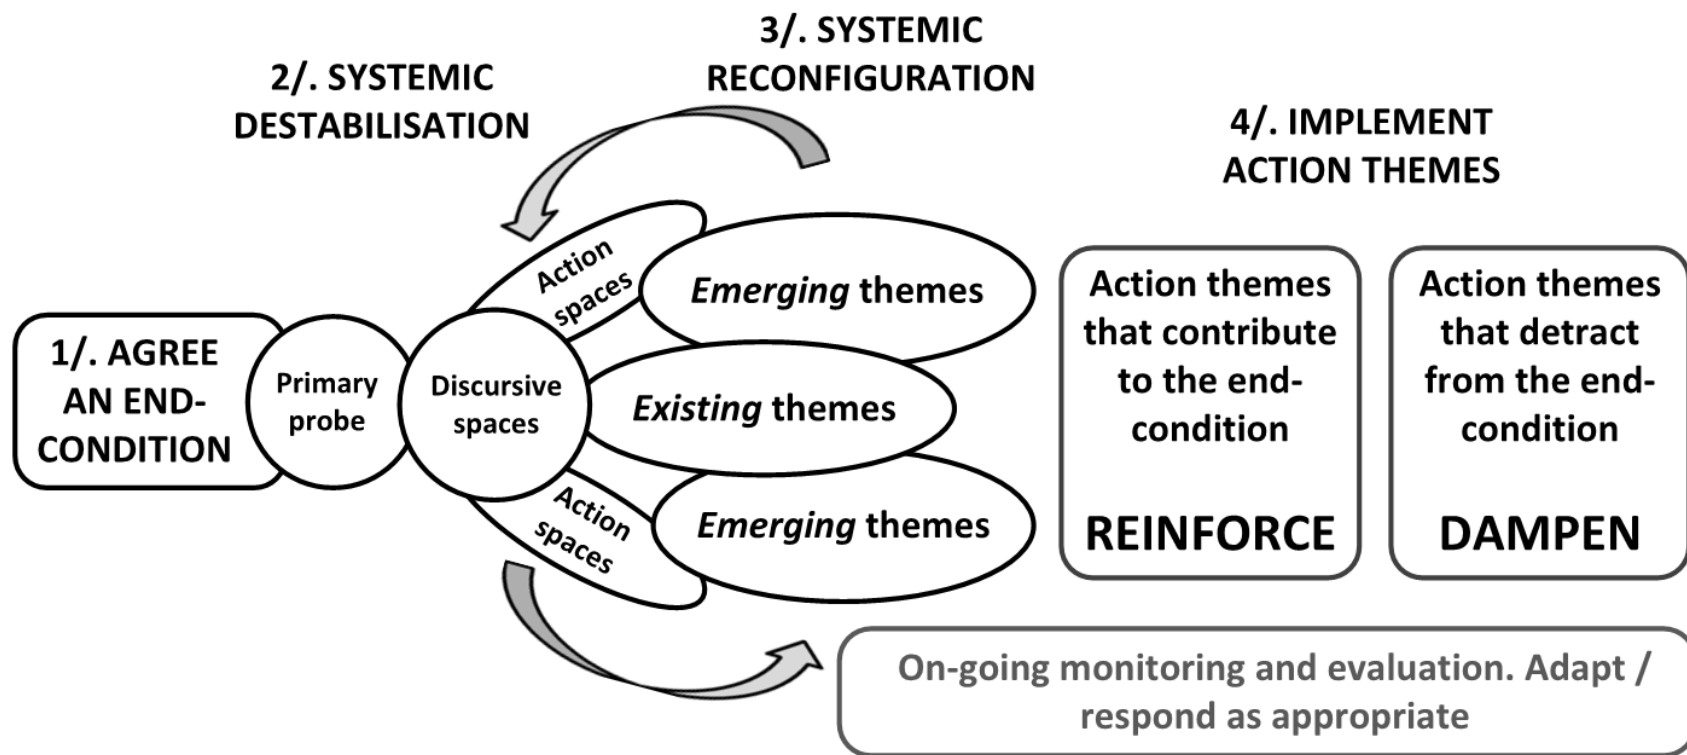 3/. SYSTEMIC
RECONFIGURATION
2/. SYSTEMIC
DESTABILISATION
4/. IMPLEMENT
ACTION THEMES
1/. AGREE
AN END-
CONDITION
Primary
probe
Discursive
spaces
Action
spaces
Action
spaces
Emerging themes
Existing themes
Emerging themes
Action themes
that contribute
to the end-
condition
REINFORCE
Action themes
that detract
from the end-
condition
DAMPEN
On-going monitoring and evaluation. Adapt /
respond as appropriate